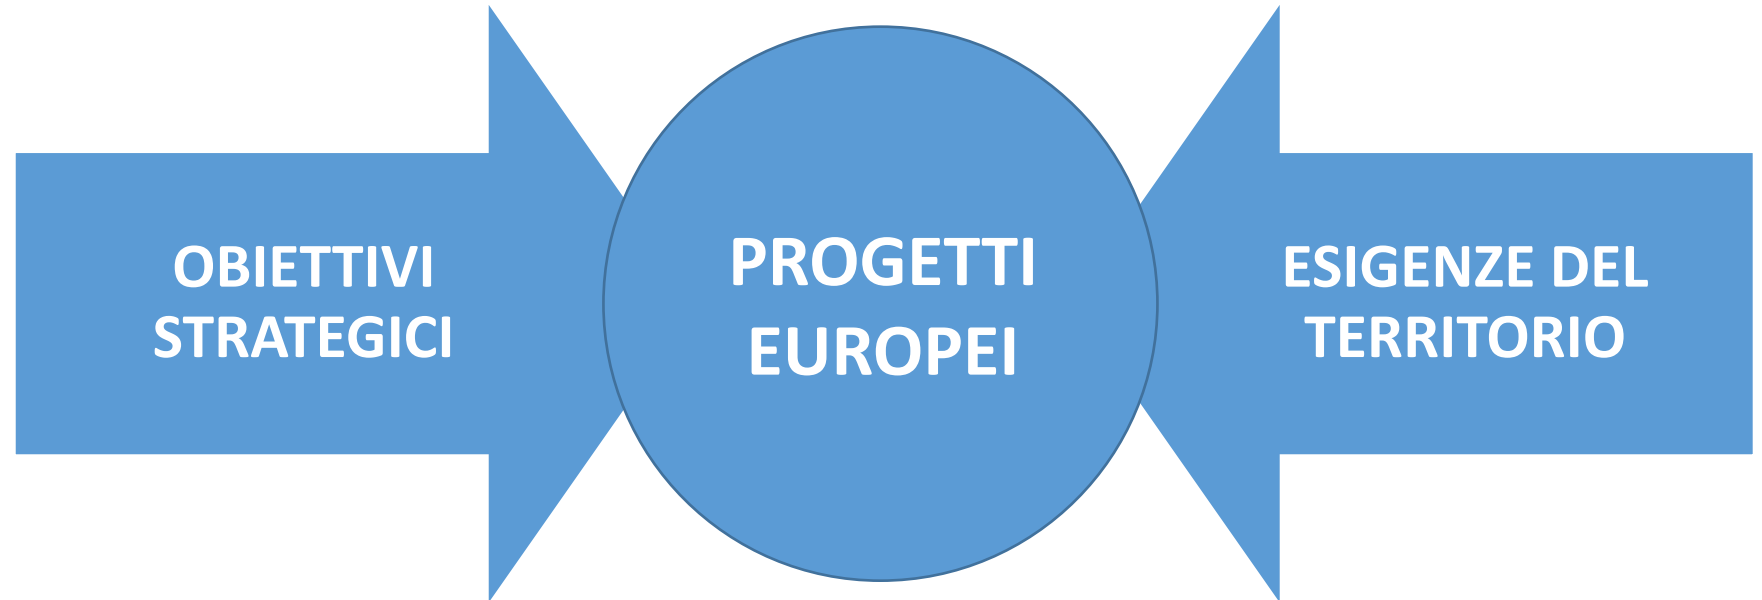 OBIETTIVI
STRATEGICI
PROGETTI
EUROPEI
ESIGENZE DEL
TERRITORIO